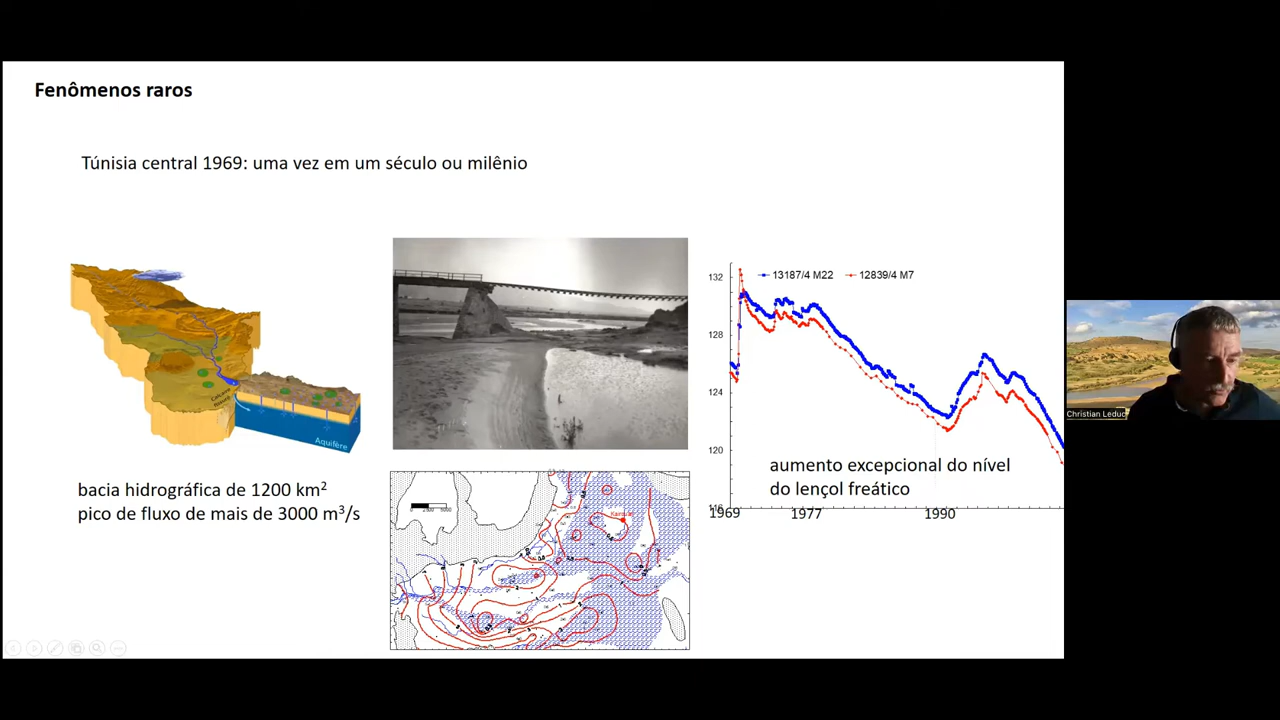 Fenômenos raros
Túnisia central 1969: uma vez em um século ou milênio
Aquifère
bacia hidrográfica de 1200 km²
pico de fluxo de mais de 3000 m³/s
13187/4 M22
12839/4 M7
132
128
124
120
aumento excepcional do nível
do lençol freático
1969
1977
1990
Christian Leduc